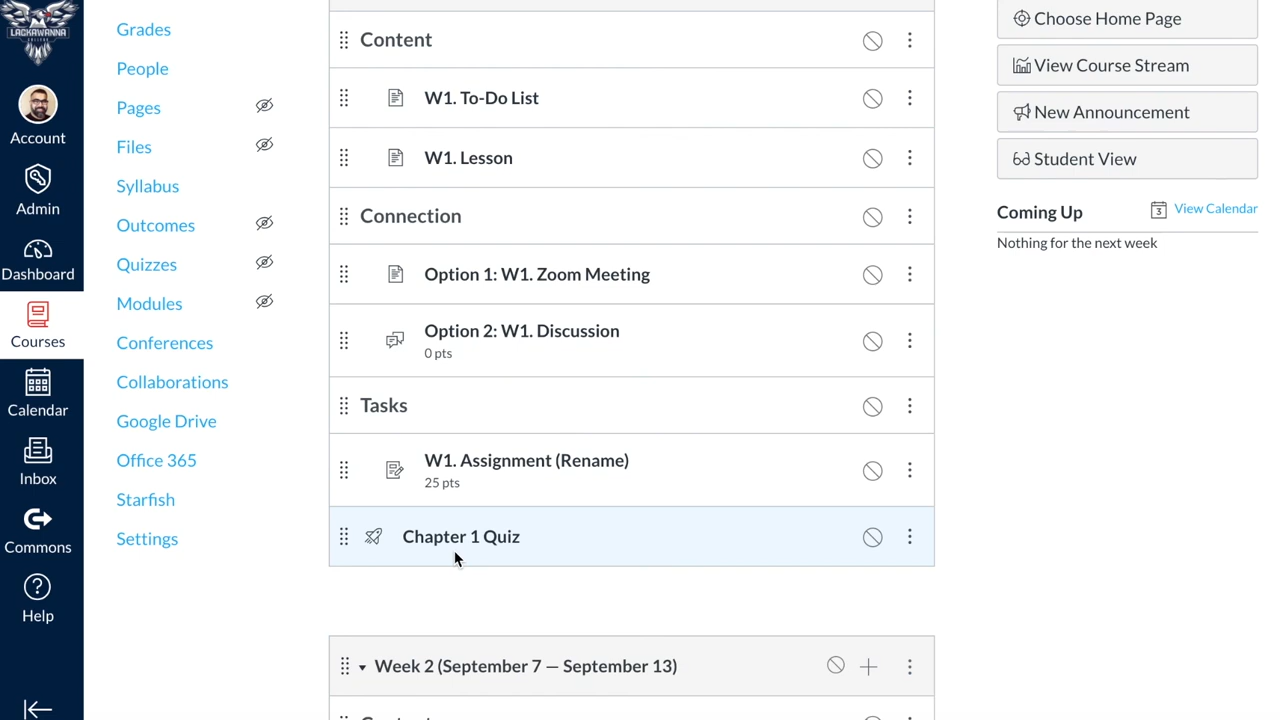 LACKAWANNA
COLLEGE
Account
Admin
Dashboard
Courses
Calendar
Inbox
Commons
Help
Grades
People
Pages
Files
Syllabus
Outcomes
Quizzes
Modules
Conferences
Collaborations
Google Drive
Office 365
Starfish
Settings
Content
W1. To-Do List
W1. Lesson
Connection
Option 1: W1. Zoom Meeting
Option 2: W1. Discussion
0 pts
Tasks
W1. Assignment (Rename)
25 pts
Chapter 1 Quiz
Week 2 (September 7 — September 13)
Choose Home Page
View Course Stream
New Announcement
Student View
Coming Up
3 View Calendar
Nothing for the next week